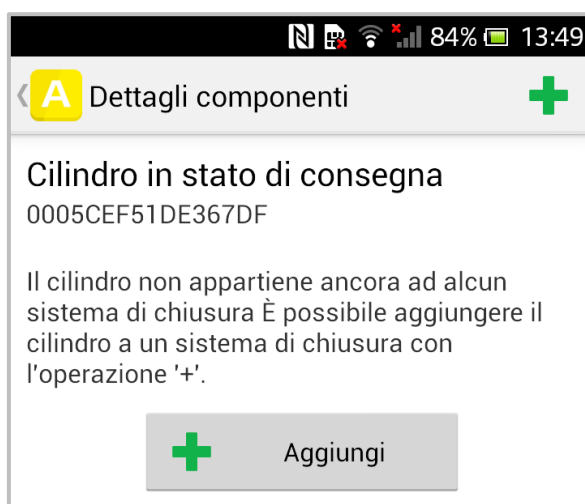 84% 13:49
A Dettagli componenti
Cilindro in stato di consegna
0005CEF51DE367DF
Il cilindro non appartiene ancora ad alcun
sistema di chiusura È possibile aggiungere il
cilindro a un sistema di chiusura con
l'operazione '+'.
Aggiungi